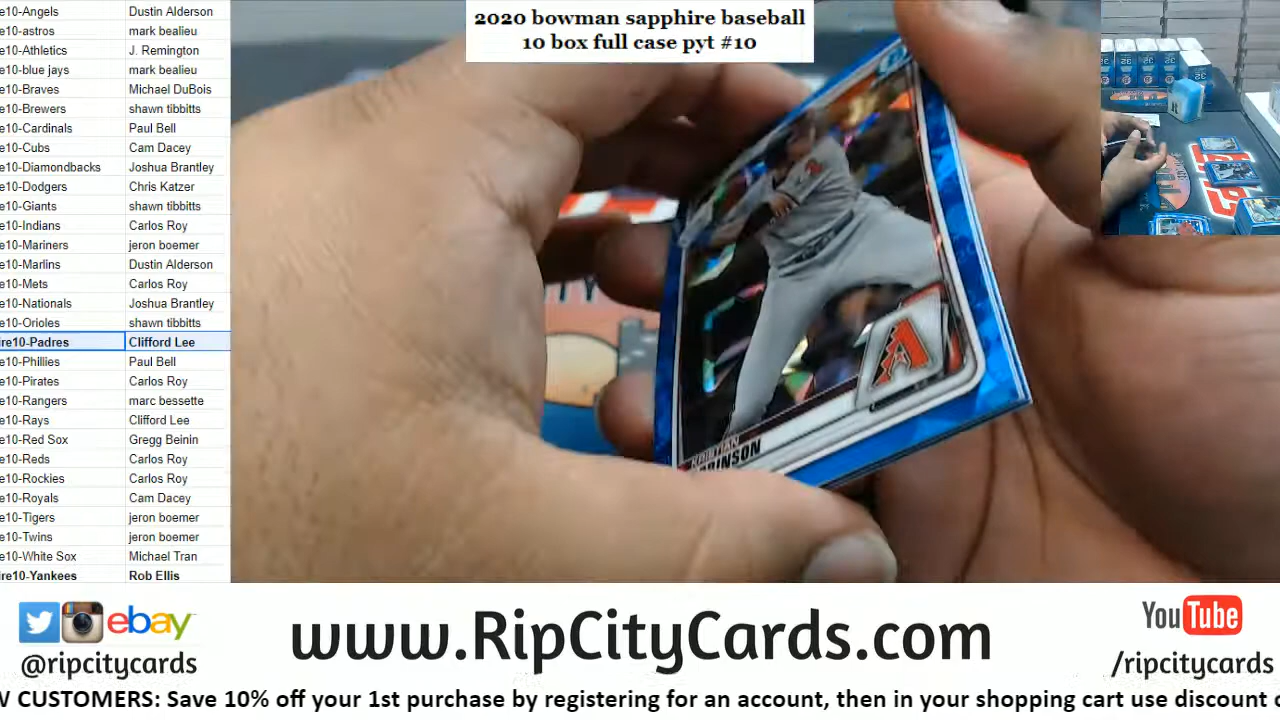 2020 bowman sapphire baseball
10 box full case pyt #10
e10-Angels Dustin Alderson
e10-astros mark bealieu
e10-Athletics J. Remington
e10-blue jays mark bealieu
e10-Braves Michael DuBois
e10-Brewers shawn tibbitts
e10-Cardinals Paul Bell
e10-Cubs Cam Dacey
e10-Diamondbacks Joshua Brantley
e10-Dodgers Chris Katzer
e10-Giants shawn tibbitts
e10-Indians Carlos Roy
e10-Mariners jeron boemer
e10-Marlins Dustin Alderson
e10-Mets Carlos Roy
e10-Nationals Joshua Brantley
e10-Orioles shawn tibbitts
ire10-Padres Clifford Lee
e10-Phillies Paul Bell
e10-Pirates Carlos Roy
e10-Rangers marc bessette
e10-Rays Clifford Lee
e10-Red Sox Gregg Beinin
e10-Reds Carlos Roy
e10-Rockies Carlos Roy
e10-Royals Cam Dacey
e10-Tigers jeron boemer
e10-Twins jeron boemer
e10-White Sox Michael Tran
ire10-Yankees Rob Ellis
ebay
@ripcitycards
www.RipCityCards.com
YouTube
/ripcitycards
W CUSTOMERS: Save 10% off your 1st purchase by registering for an account, then in your shopping cart use discount c